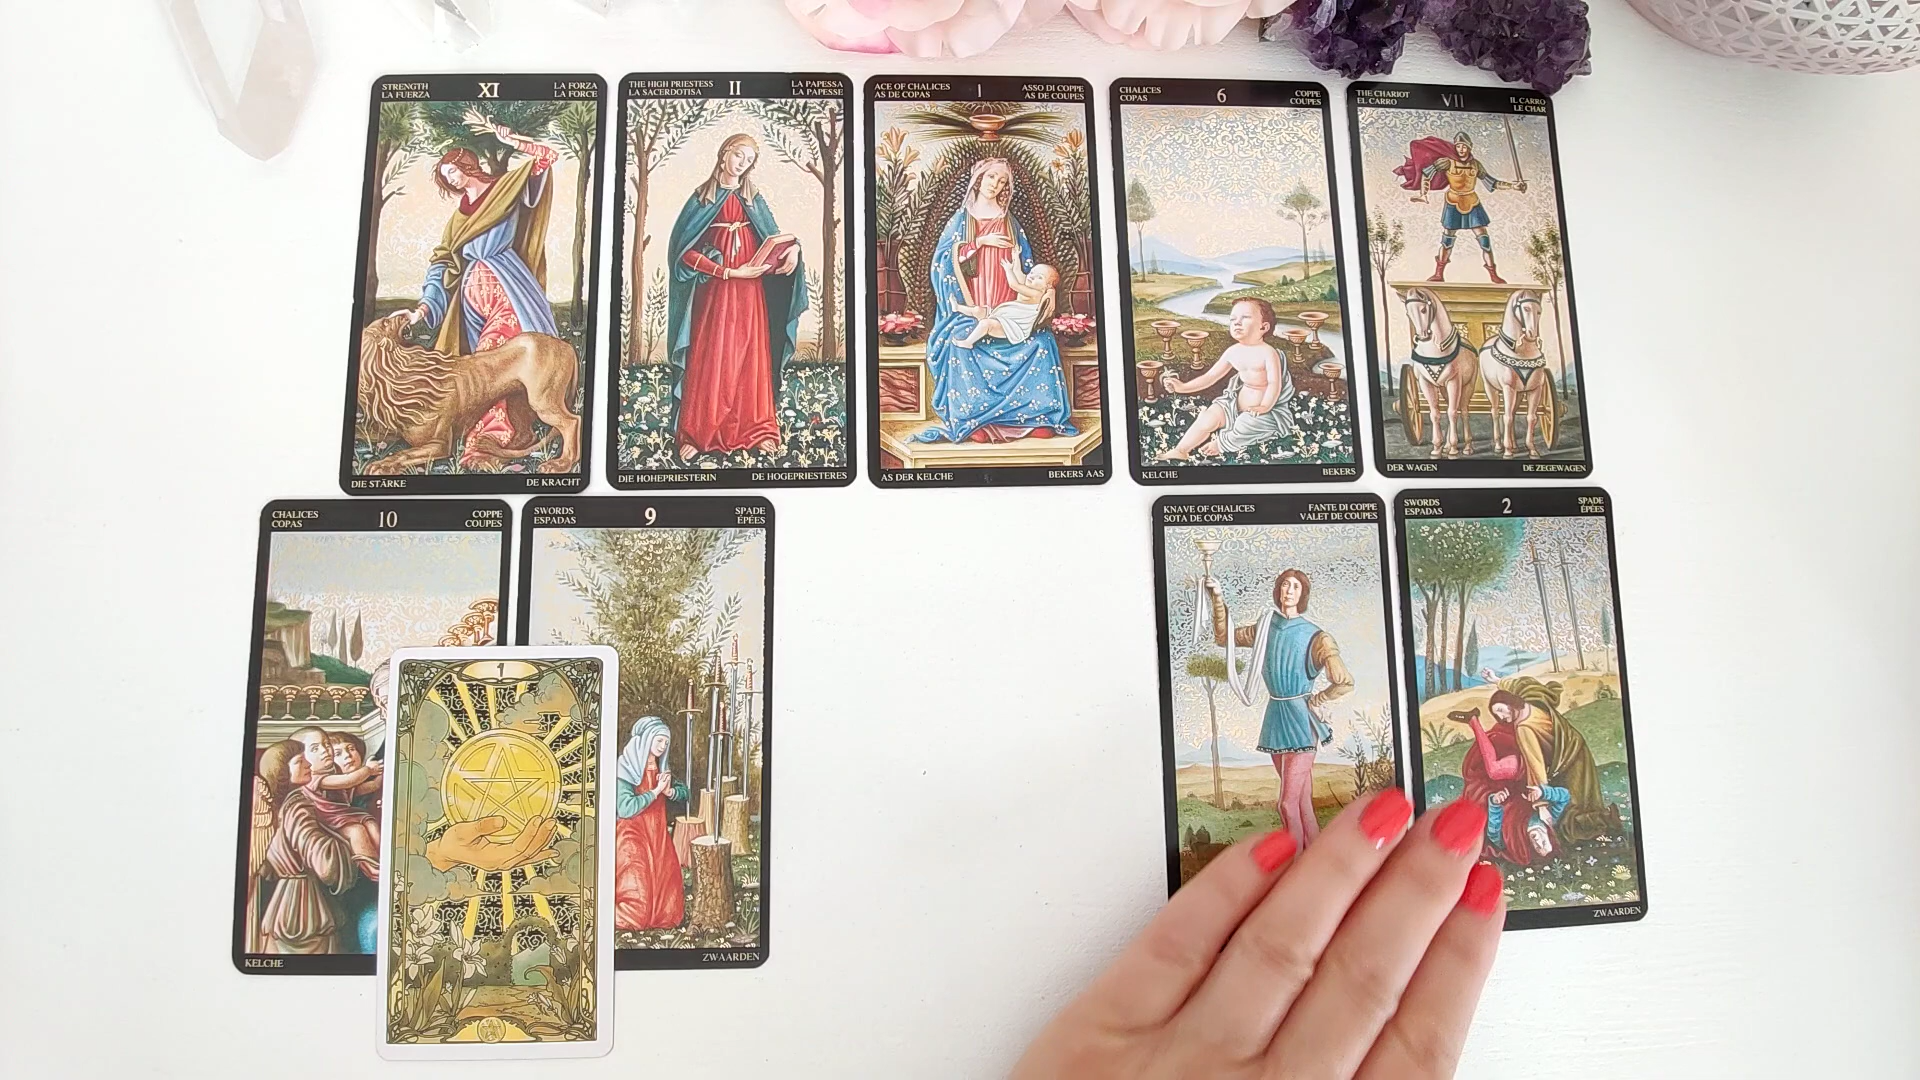 STRENGTH
LA FUERZA
XI
LA FORZA
LA FORCE
DIE STÄRKE
DE KRACHT
THE HIGH PRIESTESS
LA SACERDOTISA
II
LA PAPESSA
LA PAPESSE
DIE HOHEPRIESTERIN
DE HOGEPRIESTERES
ACE OF CHALICES
AS DE COPAS
1
ASSO DI COPPE
AS DE COUPES
AS DER KELCHE
BEKERS AAS
CHALICES
COPAS
6
COPPE
COUPES
KELCHE
BEKERS
THE CHARIOT
EL CARRO
VII
IL CARRO
LE CHAR
DER WAGEN
DE ZEGEWAGEN
CHALICES
COPAS
10
COPPE
COUPES
KELCHE
SWORDS
ESPADAS
9
SPADE
ÉPÉES
ZWAARDEN
1
KNAVE OF CHALICES
SOTA DE COPAS
FANTE DI COPPE
VALET DE COUPES
SWORDS
ESPADAS
2
SPADE
ÉPÉES
ZWAARDEN